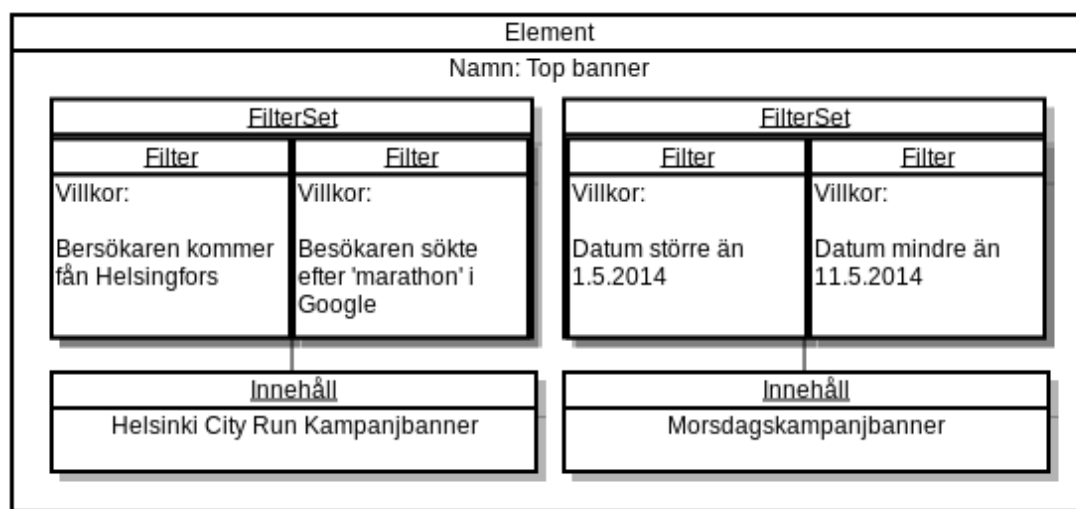 Element
Namn: Top banner
FilterSet
Filter
Villkor:
Bersökaren kommer
fån Helsingfors
Filter
Villkor:
Besökaren sökte
efter 'marathon' i
Google
Innehåll
Helsinki City Run Kampanjbanner
FilterSet
Filter
Villkor:
Datum större än
1.5.2014
Filter
Villkor:
Datum mindre än
11.5.2014
Innehåll
Morsdagskampanjbanner